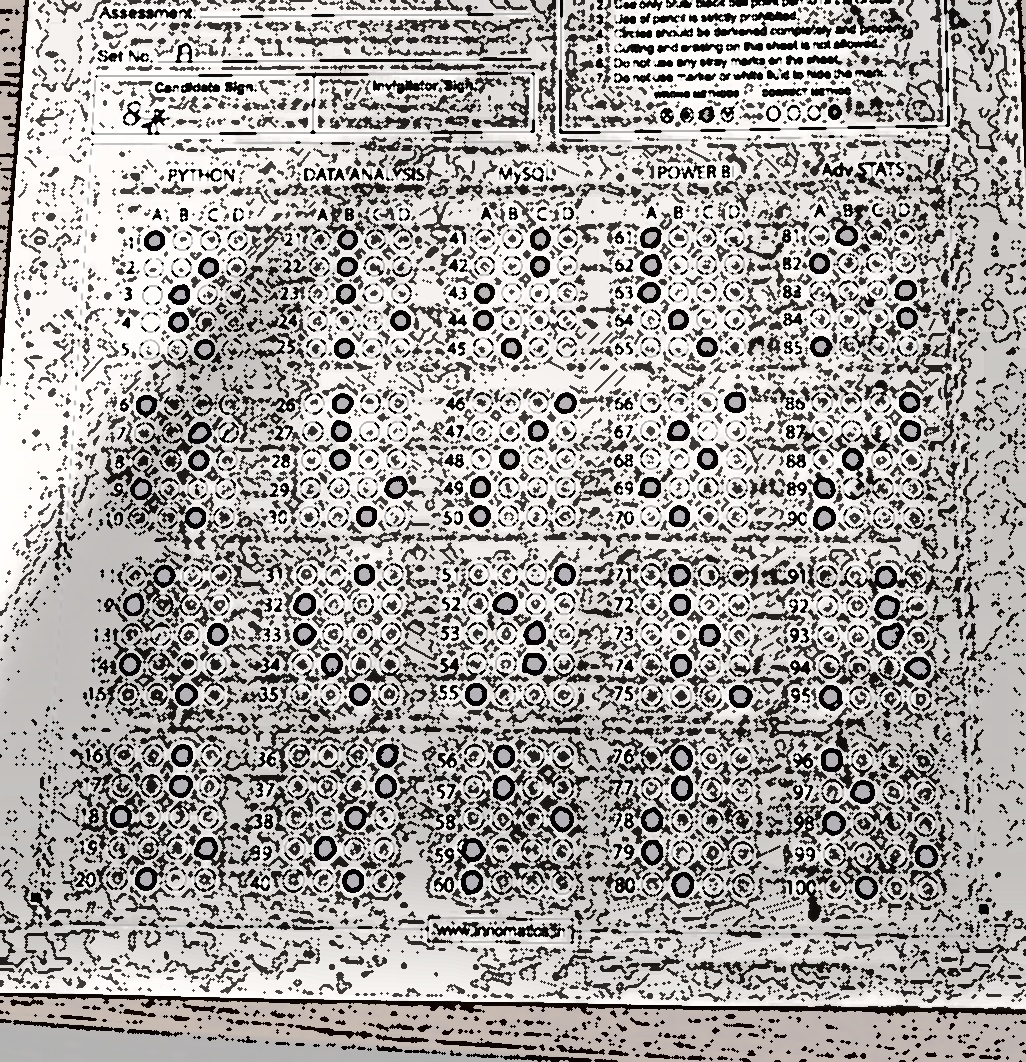 Assessment:
Set No. A
Candidate Sign. Invigilator Sign.
Use only blue/black ball point
3. Use of pencil is strictly prohibited.
4. Circles should be darkened completely and properly.
5. Cutting and erasing on this sheet is not allowed.
6. Do not use any stray marks on the sheet.
7. Do not use marker or white fluid to hide the mark.
WRONG METHODS CORRECT METHOD
PYTHON DATA ANALYSIS MySQL POWER BI Adv STATS
A B C D A B C D A B C D A B C D A B C D
1 21 41 61 81
2 22 42 62 82
3 23 43 63 83
4 24 44 64 84
5 25 45 65 85
6 26 46 66 86
7 27 47 67 87
8 28 48 68 88
9 29 49 69 89
10 30 50 70 90
11 31 51 71 91
12 32 52 72 92
13 33 53 73 93
14 34 54 74 94
15 35 55 75 95
16 36 56 76 96
17 37 57 77 97
18 38 58 78 98
19 39 59 79 99
20 40 60 80 100
www.innomatics.in